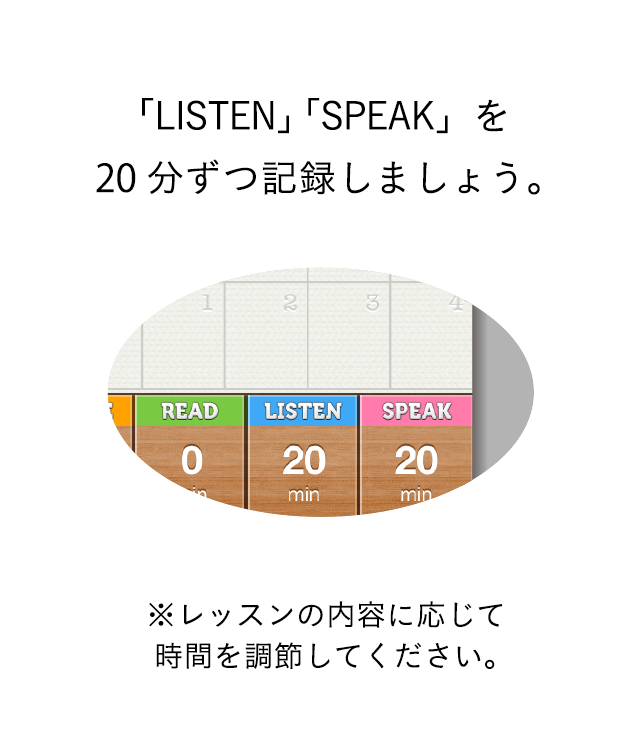 「LISTEN」「SPEAK」を
20分ずつ記録しましょう。
1 2 3 4
READ LISTEN SPEAK
0 20 20
min min
※レッスンの内容に応じて
時間を調節してください。